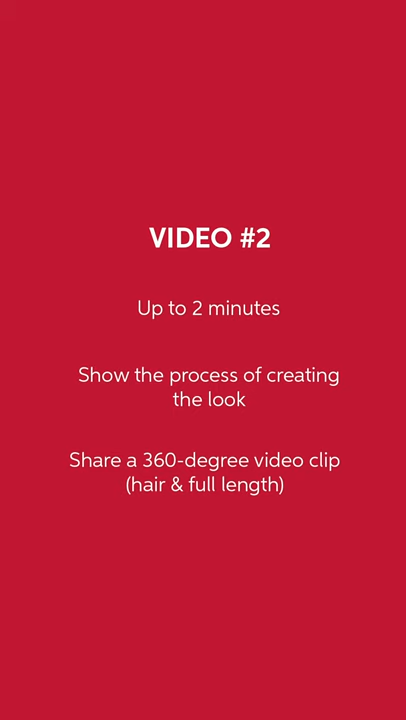 VIDEO #2
Up to 2 minutes
Show the process of creating
the look
Share a 360-degree video clip
(hair & full length)